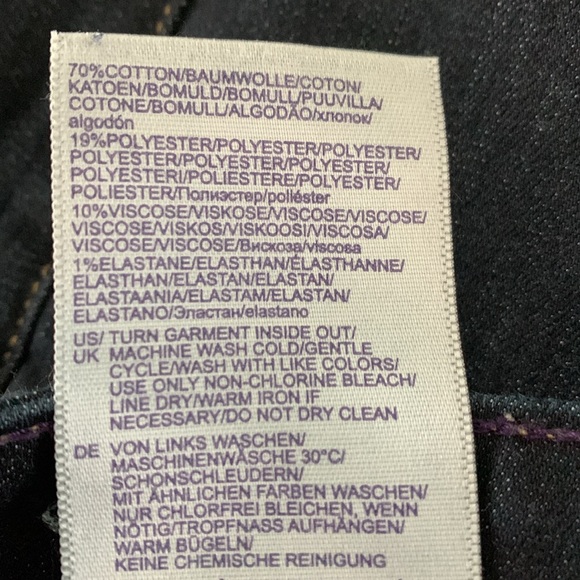 70%COTTON/BAUMWOLLE/COTON/
KATOEN/BOMULD/BOMULL/PUUVILLA/
COTONE/BOMULL/ALGODÃO/хлопок/
algodón
19%POLYESTER/POLYESTER/POLYESTER/
POLYESTER/POLYESTER/POLYESTER/
POLYESTERI/POLIESTERE/POLYESTER/
POLIESTER/Полиэстер/poliéster
10%VISCOSE/VISKOSE/VISCOSE/VISCOSE/
VISCOSE/VISKOS/VISKOOSI/VISCOSA/
VISCOSE/VISCOSE/Вискоза/viscosa
1%ELASTANE/ELASTHAN/ÉLASTHANNE/
ELASTHAN/ELASTAN/ELASTAN/
ELASTAANIA/ELASTAM/ELASTAN/
ELASTANO/Эластан/elastano
US/ TURN GARMENT INSIDE OUT/
UK MACHINE WASH COLD/GENTLE
CYCLE/WASH WITH LIKE COLORS/
USE ONLY NON-CHLORINE BLEACH/
LINE DRY/WARM IRON IF
NECESSARY/DO NOT DRY CLEAN
DE VON LINKS WASCHEN/
MASCHINENWÄSCHE 30°C/
SCHONSCHLEUDERN/
MIT ÄHNLICHEN FARBEN WASCHEN/
NUR CHLORFREI BLEICHEN, WENN
NÖTIG/TROPFNASS AUFHÄNGEN/
WARM BÜGELN/
KEINE CHEMISCHE REINIGUNG